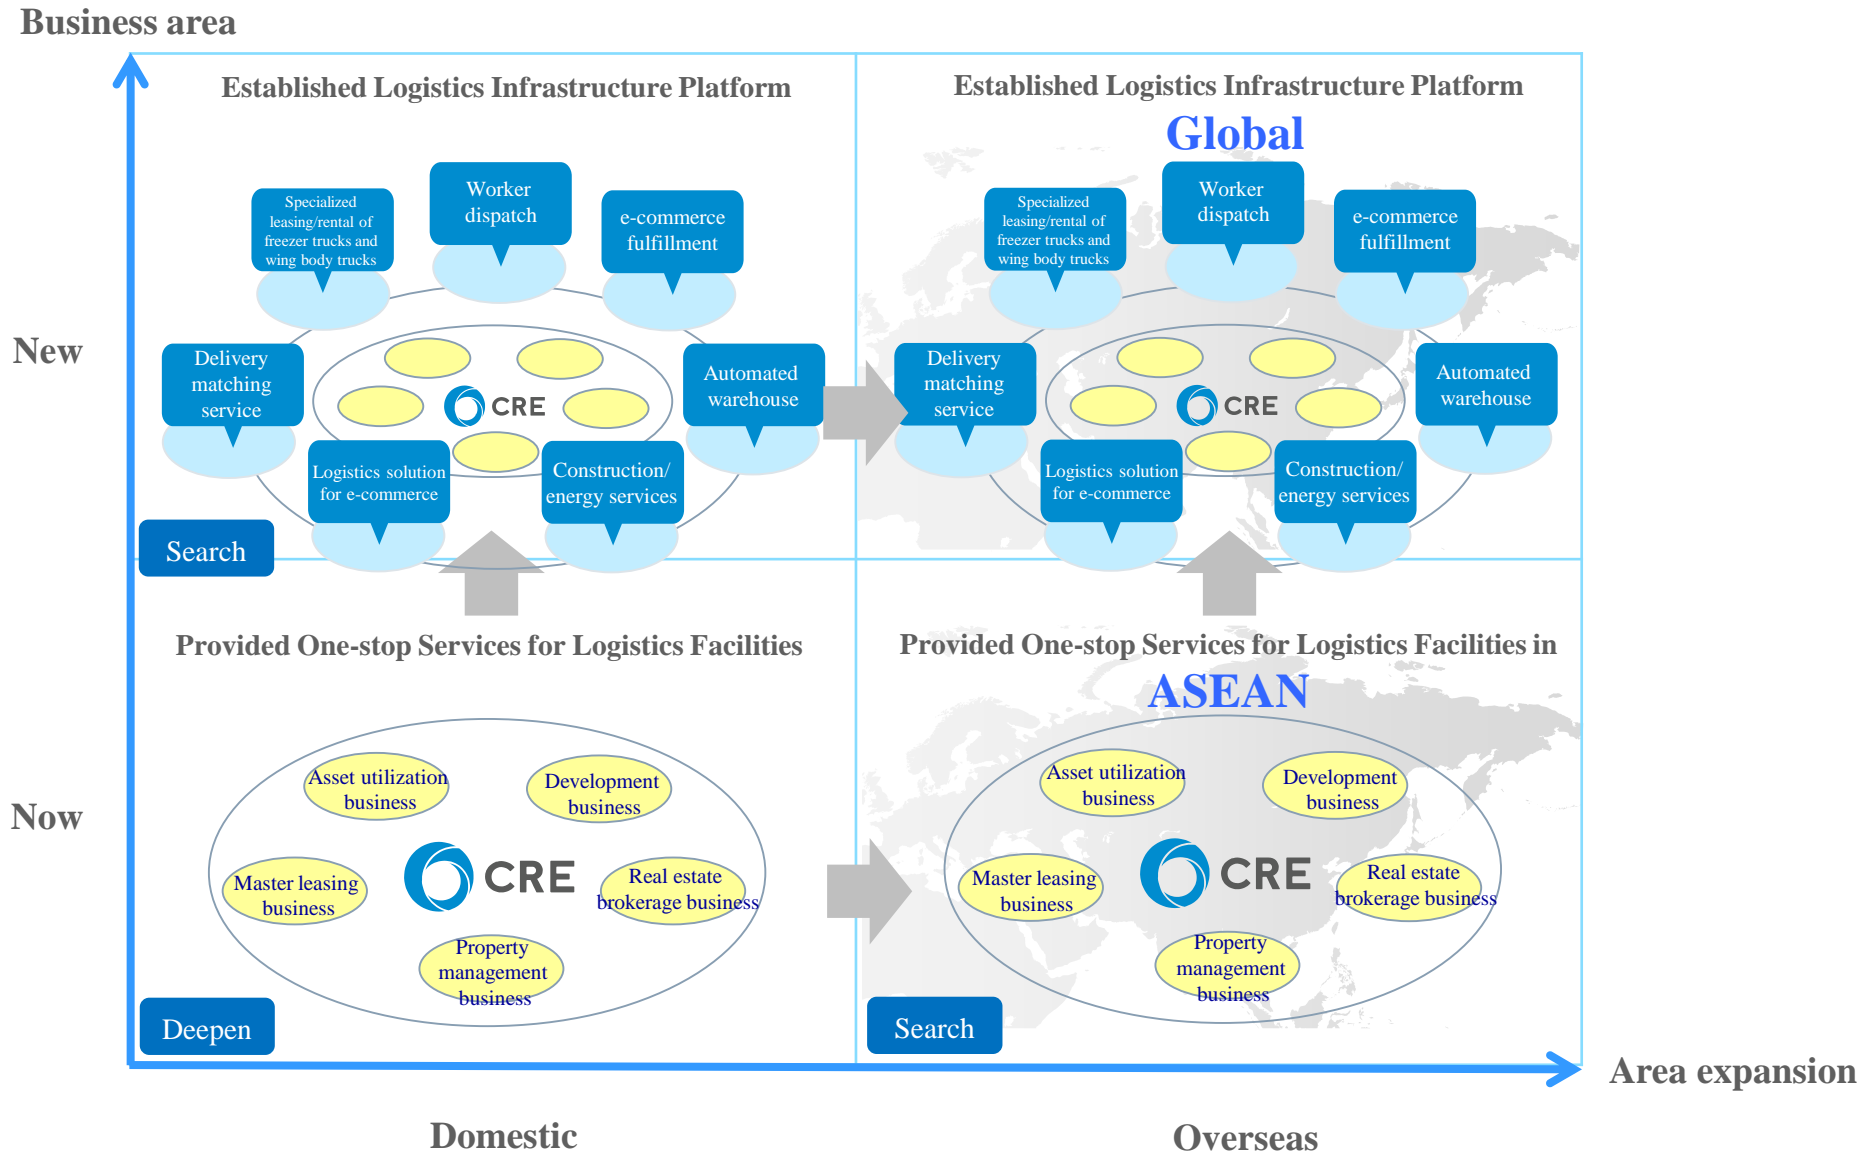 Business area
Established Logistics Infrastructure Platform
Worker
dispatch
Specialized
leasing/rental of
freezer trucks and
wing body trucks
e-commerce
fulfillment
Delivery
matching
service
Automated
warehouse
CRE
Logistics solution
for e-commerce
Construction/
energy services
Search
Established Logistics Infrastructure Platform
Global
Worker
dispatch
Specialized
leasing/rental of
freezer trucks and
wing body trucks
e-commerce
fulfillment
Delivery
matching
service
Automated
warehouse
CRE
Logistics solution
for e-commerce
Construction/
energy services
New
Provided One-stop Services for Logistics Facilities
Asset utilization
business
Development
business
Master leasing
business
CRE
Real estate
brokerage business
Property
management
business
Deepen
Provided One-stop Services for Logistics Facilities in
ASEAN
Asset utilization
business
Development
business
Master leasing
business
CRE
Real estate
brokerage business
Property
management
business
Search
Now
Area expansion
Domestic
Overseas